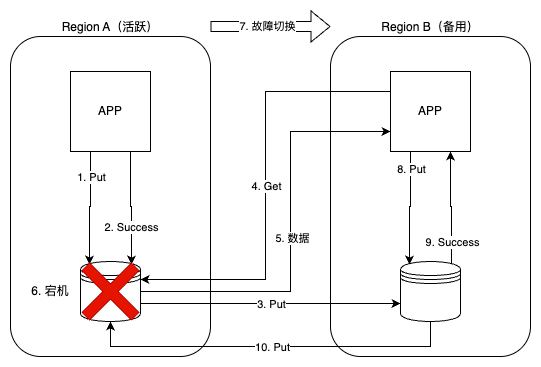 Region A（活跃）
7. 故障切换
Region B（备用）
APP
APP
1. Put
8. Put
4. Get
2. Success
5. 数据
9. Success
6. 宕机
3. Put
10. Put